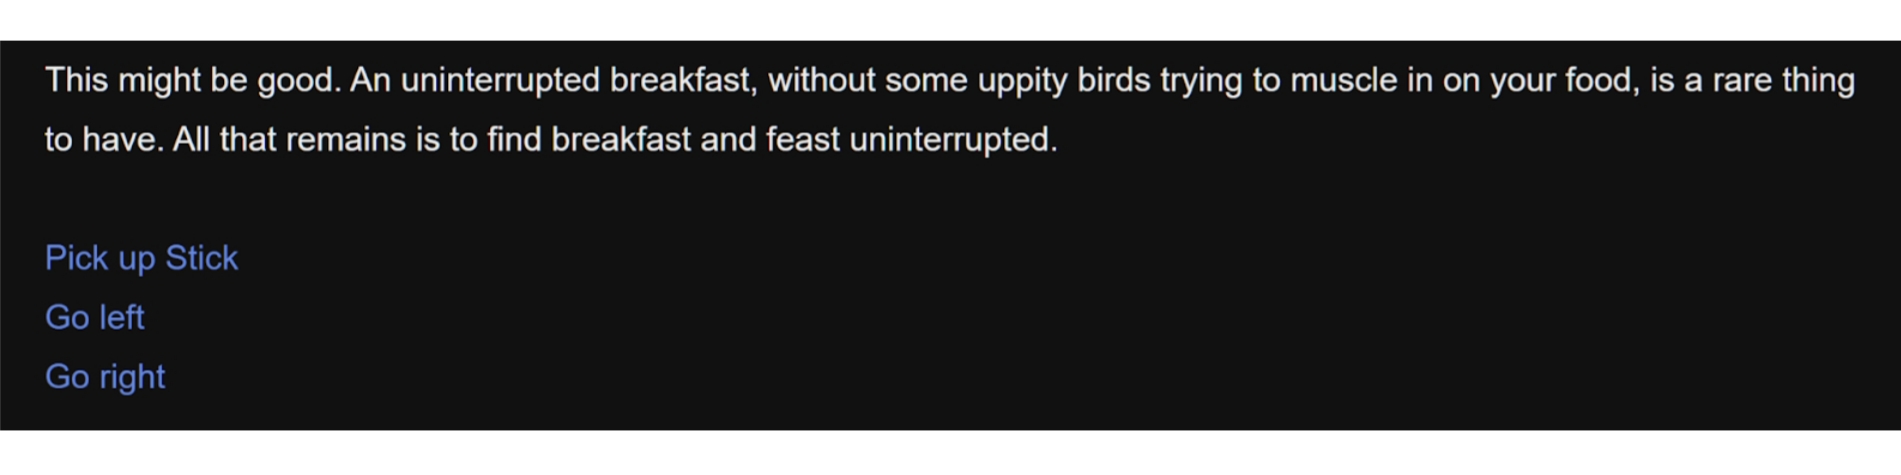 This might be good. An uninterrupted breakfast, without some uppity birds trying to muscle in on your food, is a rare thing
to have. All that remains is to find breakfast and feast uninterrupted.
Pick up Stick
Go left
Go right